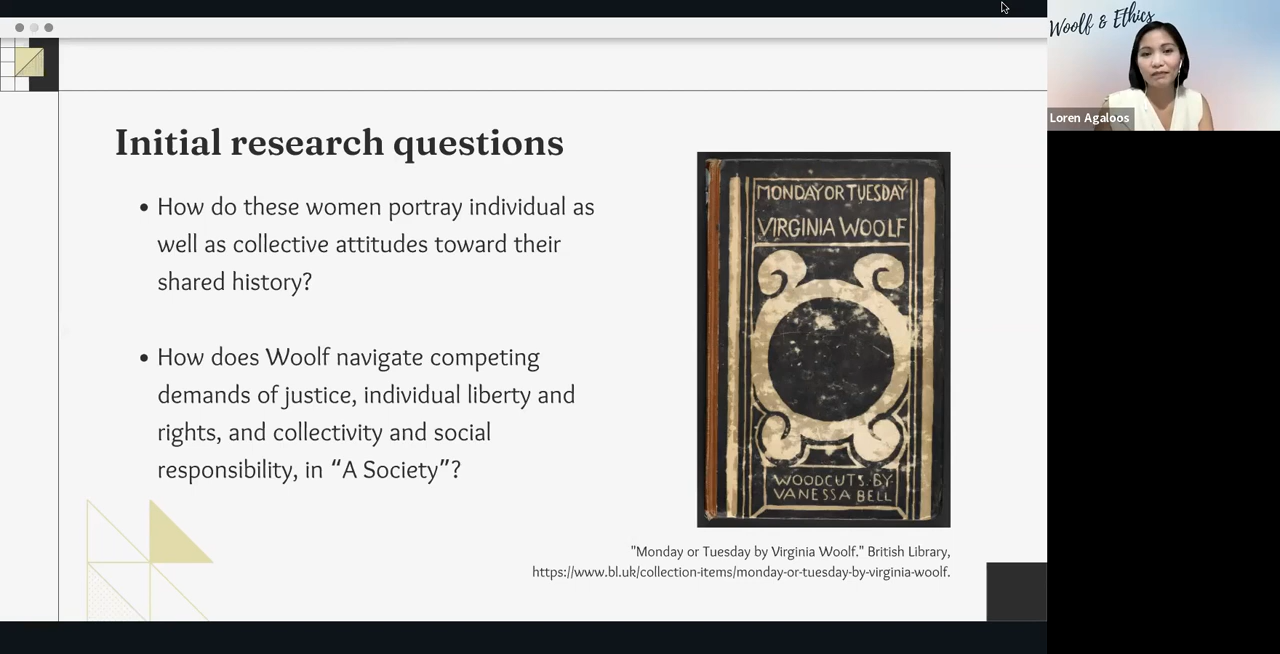 Initial research questions
• How do these women portray individual as
well as collective attitudes toward their
shared history?
• How does Woolf navigate competing
demands of justice, individual liberty and
rights, and collectivity and social
responsibility, in “A Society”?
MONDAY OR TUESDAY
VIRGINIA WOOLF
WOODCUTS. BY
VANESSA BELL
"Monday or Tuesday by Virginia Woolf." British Library,
https://www.bl.uk/collection-items/monday-or-tuesday-by-virginia-woolf.
Woolf & Ethics
Loren Agaloos